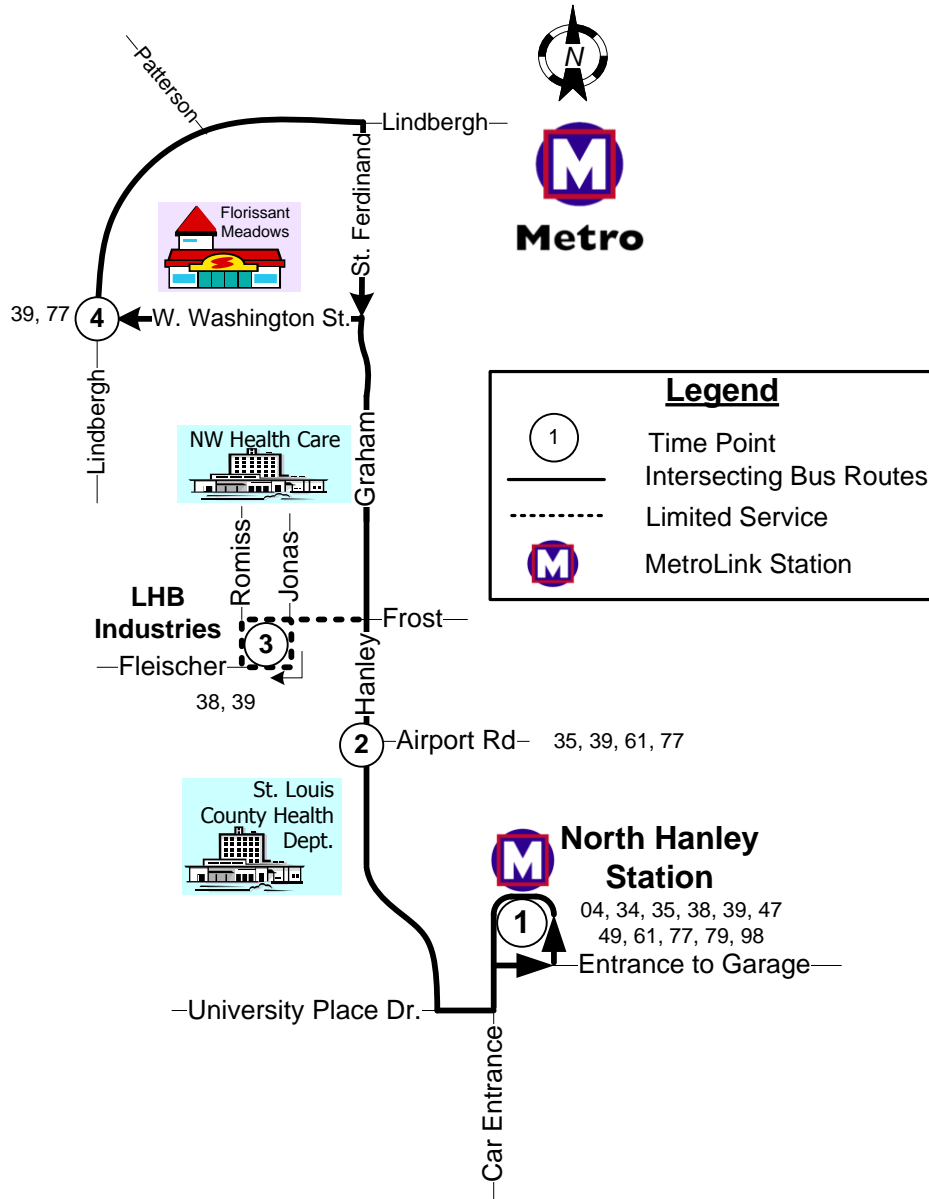 N
Patterson
Lindbergh
M
Metro
St. Ferdinand
Florissant
Meadows
39, 77
4
W. Washington St.
Lindbergh
Legend
1
Time Point
Intersecting Bus Routes
Limited Service
M
MetroLink Station
NW Health Care
Graham
Romiss
Jonas
LHB
Industries
3
Frost
Fleischer
Hanley
38, 39
2
Airport Rd
35, 39, 61, 77
St. Louis
County Health
Dept.
M
North Hanley
Station
1
04, 34, 35, 38, 39, 47
49, 61, 77, 79, 98
Entrance to Garage
University Place Dr.
Car Entrance